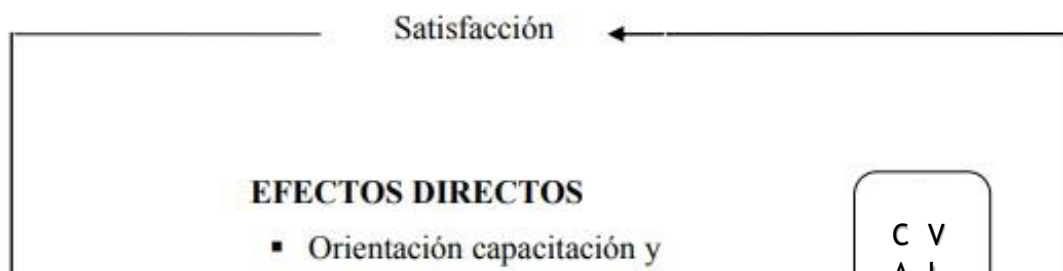 Satisfacción
EFECTOS DIRECTOS
▪ Orientación capacitación y
C V